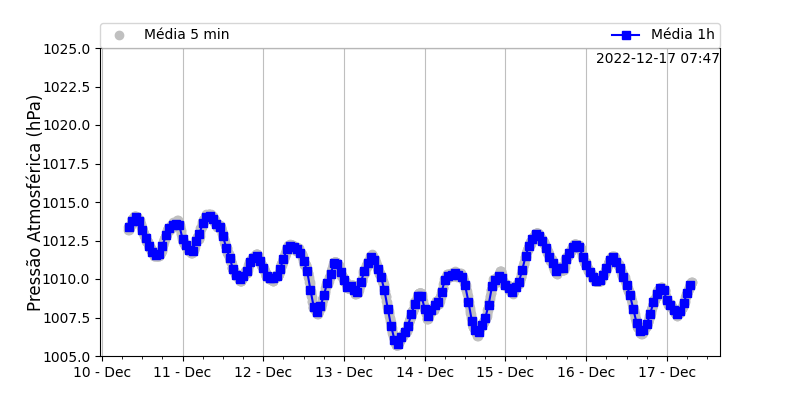 Média 5 min
Média 1h
2022-12-17 07:47
Pressão Atmosférica (hPa)
1025.0
1022.5
1020.0
1017.5
1015.0
1012.5
1010.0
1007.5
1005.0
10 - Dec
11 - Dec
12 - Dec
13 - Dec
14 - Dec
15 - Dec
16 - Dec
17 - Dec